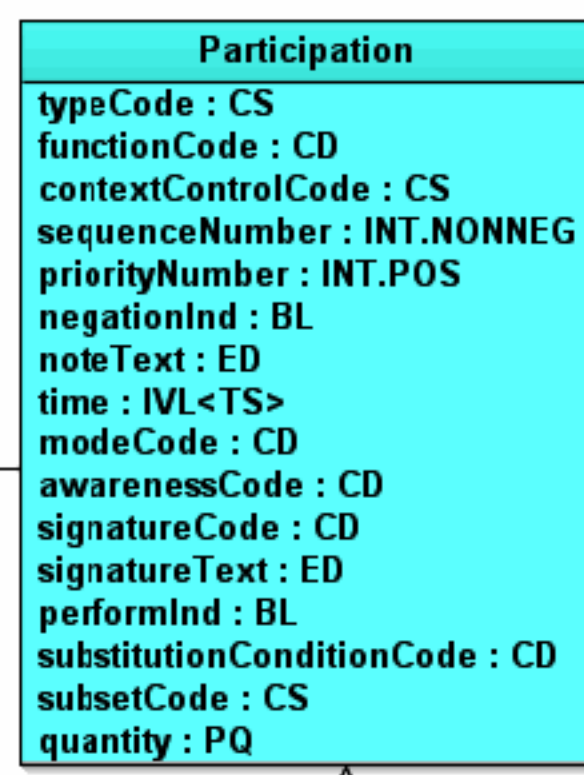 Participation
typeCode : CS
functionCode : CD
contextControlCode : CS
sequenceNumber : INT.NONNEG
priorityNumber : INT.POS
negationInd : BL
noteText : ED
time : IVL<TS>
modeCode : CD
awarenessCode : CD
signatureCode : CD
signatureText : ED
performInd : BL
substitutionConditionCode : CD
subsetCode : CS
quantity : PQ